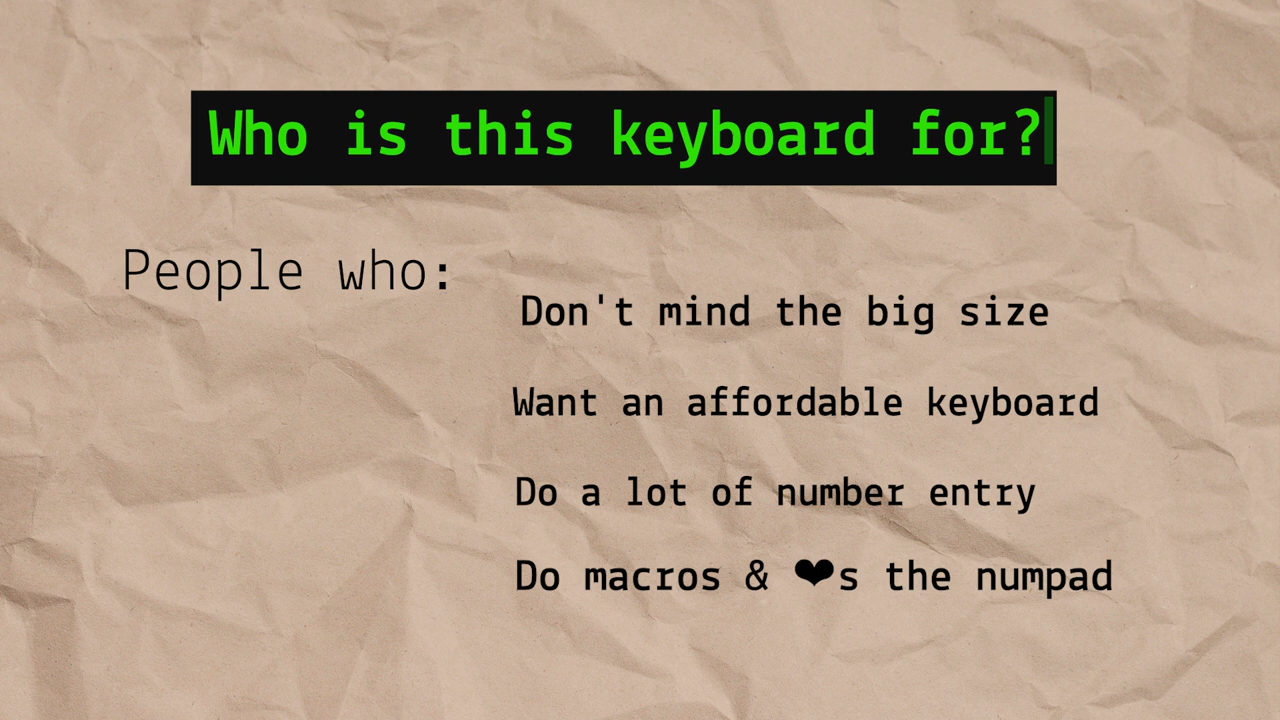 Who is this keyboard for?
People who:
Don't mind the big size
Want an affordable keyboard
Do a lot of number entry
Do macros & ❤s the numpad